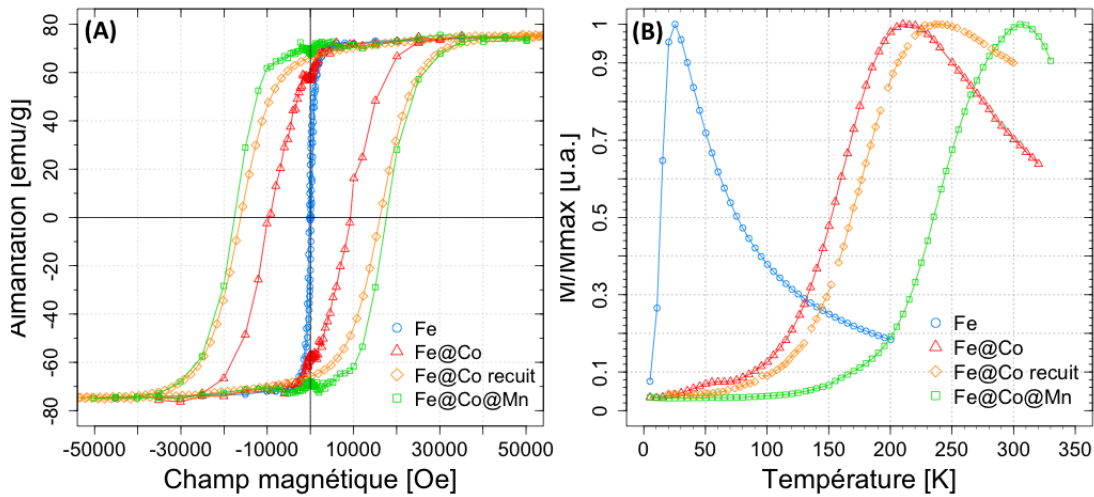 (A)
Aimantation [emu/g]
80
60
40
20
0
-20
-40
-60
-80
Fe
Fe@Co
Fe@Co recuit
Fe@Co@Mn
-50000 -30000 -10000 0 10000 30000 50000
Champ magnétique [Oe]
(B)
M/Mmax [u.a.]
1
0.9
0.7
0.5
0.3
0.1
0
Fe
Fe@Co
Fe@Co recuit
Fe@Co@Mn
0 50 100 150 200 250 300 350
Température [K]